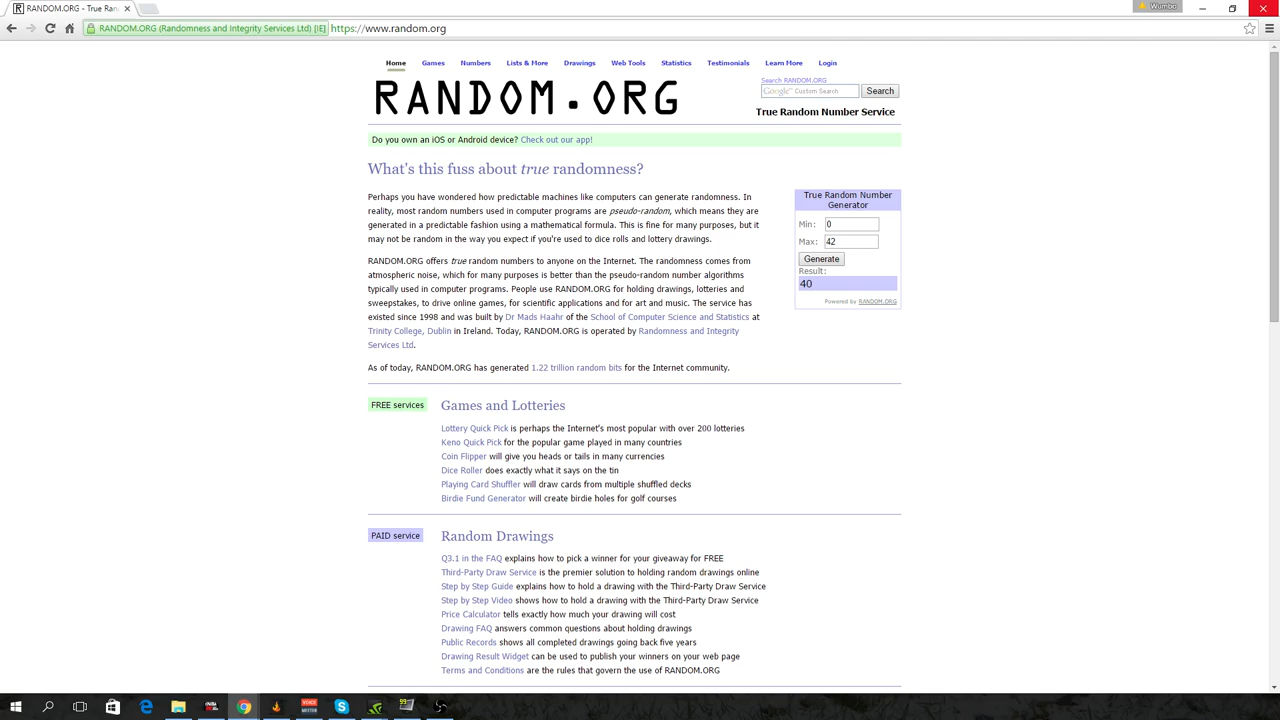 RANDOM.ORG - True Ran
Wumbo
RANDOM.ORG (Randomness and Integrity Services Ltd) [IE] https://www.random.org
Home Games Numbers Lists & More Drawings Web Tools Statistics Testimonials Learn More Login
RANDOM.ORG
Search RANDOM.ORG
Google™ Custom Search Search
True Random Number Service
Do you own an iOS or Android device? Check out our app!
What's this fuss about true randomness?
Perhaps you have wondered how predictable machines like computers can generate randomness. In
reality, most random numbers used in computer programs are pseudo-random, which means they are
generated in a predictable fashion using a mathematical formula. This is fine for many purposes, but it
may not be random in the way you expect if you're used to dice rolls and lottery drawings.
RANDOM.ORG offers true random numbers to anyone on the Internet. The randomness comes from
atmospheric noise, which for many purposes is better than the pseudo-random number algorithms
typically used in computer programs. People use RANDOM.ORG for holding drawings, lotteries and
sweepstakes, to drive online games, for scientific applications and for art and music. The service has
existed since 1998 and was built by Dr Mads Haahr of the School of Computer Science and Statistics at
Trinity College, Dublin in Ireland. Today, RANDOM.ORG is operated by Randomness and Integrity
Services Ltd.
As of today, RANDOM.ORG has generated 1.22 trillion random bits for the Internet community.
True Random Number
Generator
Min: 0
Max: 42
Generate
Result:
40
Powered by RANDOM.ORG
FREE services
Games and Lotteries
Lottery Quick Pick is perhaps the Internet's most popular with over 200 lotteries
Keno Quick Pick for the popular game played in many countries
Coin Flipper will give you heads or tails in many currencies
Dice Roller does exactly what it says on the tin
Playing Card Shuffler will draw cards from multiple shuffled decks
Birdie Fund Generator will create birdie holes for golf courses
PAID service
Random Drawings
Q3.1 in the FAQ explains how to pick a winner for your giveaway for FREE
Third-Party Draw Service is the premier solution to holding random drawings online
Step by Step Guide explains how to hold a drawing with the Third-Party Draw Service
Step by Step Video shows how to hold a drawing with the Third-Party Draw Service
Price Calculator tells exactly how much your drawing will cost
Drawing FAQ answers common questions about holding drawings
Public Records shows all completed drawings going back five years
Drawing Result Widget can be used to publish your winners on your web page
Terms and Conditions are the rules that govern the use of RANDOM.ORG